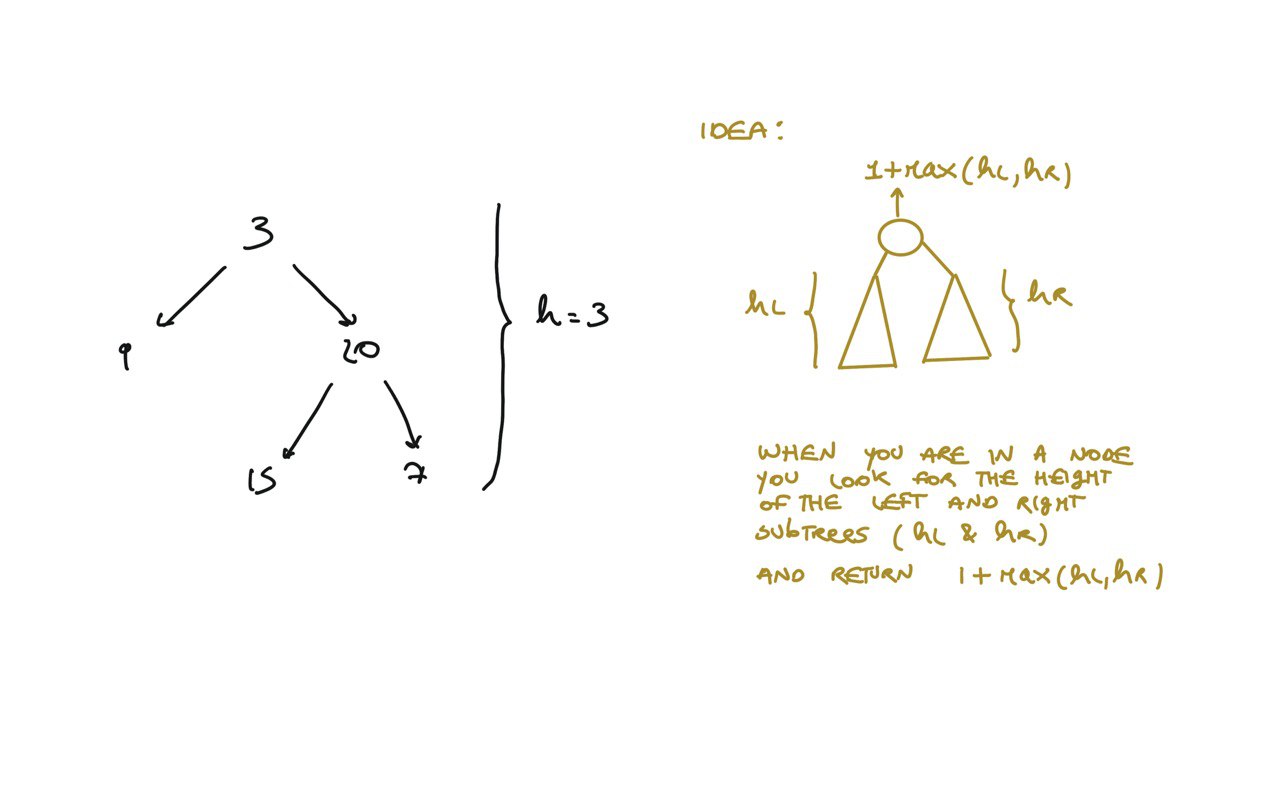 3
9
20
15
7
h=3
IDEA:
1+max(hL,hR)
hL
hR
WHEN YOU ARE IN A NODE
YOU LOOK FOR THE HEIGHT
OF THE LEFT AND RIGHT
SUBTREES (hL & hR)
AND RETURN 1+max(hL,hR)